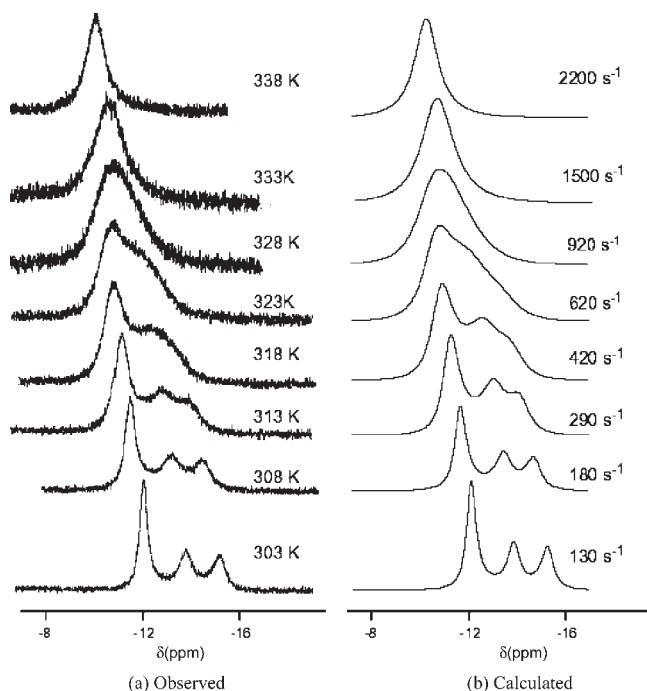 338 K
333K
328 K
323K
318 K
313 K
308 K
303 K
-8 -12 -16
δ(ppm)
(a) Observed
2200 s⁻¹
1500 s⁻¹
920 s⁻¹
620 s⁻¹
420 s⁻¹
290 s⁻¹
180 s⁻¹
130 s⁻¹
-8 -12 -16
δ(ppm)
(b) Calculated